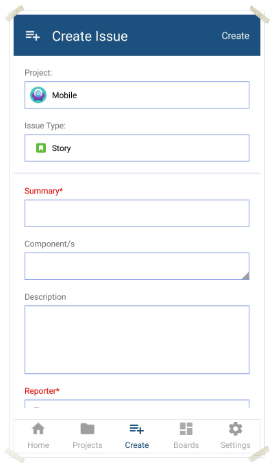 Create Issue
Create
Project:
Mobile
Issue Type:
Story
Summary*
Component/s
Description
Reporter*
Home
Projects
Create
Boards
Settings